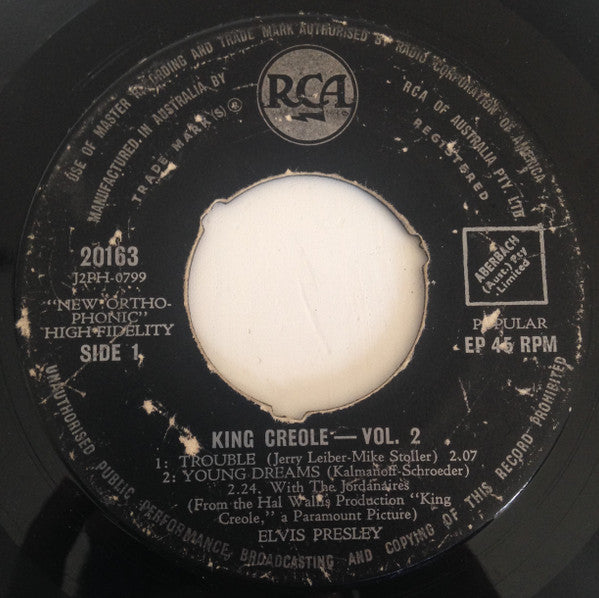 USE OF MASTER RECORDING AND TRADE MARK AUTHORISED BY RADIO CORPORATION OF AMERICA
MANUFACTURED IN AUSTRALIA BY RCA OF AUSTRALIA PTY. LTD
TRADE MARK(S) ® REGISTERED
RCA
20163
J2PH-0799
"NEW ORTHO-
PHONIC"
HIGH FIDELITY
SIDE 1
ABERBACH
(Aust.) Pty
Limited
POPULAR
EP 45 RPM
KING CREOLE — VOL. 2
1: TROUBLE (Jerry Leiber-Mike Stoller) 2.07
2: YOUNG DREAMS (Kalmanoff-Schroeder)
2.24. With The Jordanaires
(From the Hal Wallis Production "King
Creole," a Paramount Picture)
ELVIS PRESLEY
UNAUTHORISED PUBLIC PERFORMANCE, BROADCASTING AND COPYING OF THIS RECORD PROHIBITED